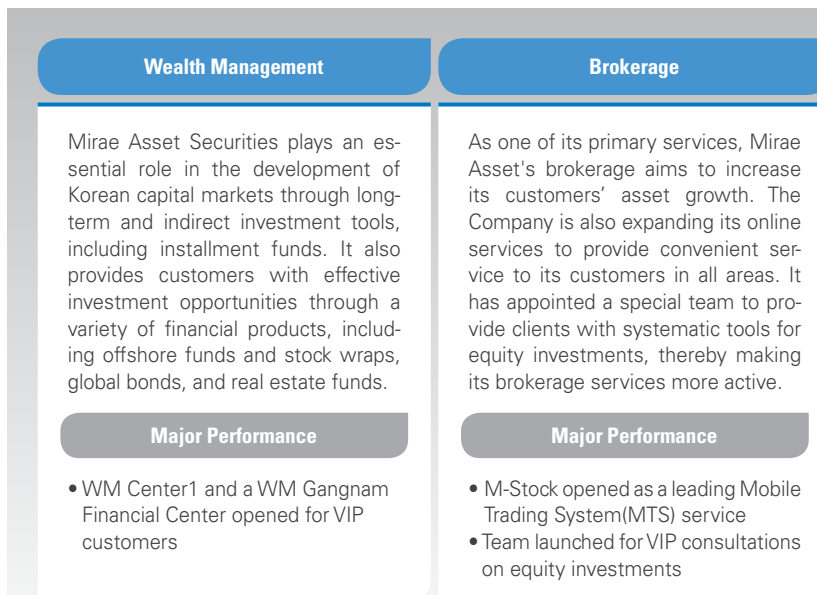 Wealth Management
Mirae Asset Securities plays an es-
sential role in the development of
Korean capital markets through long-
term and indirect investment tools,
including installment funds. It also
provides customers with effective
investment opportunities through a
variety of financial products, includ-
ing offshore funds and stock wraps,
global bonds, and real estate funds.
Major Performance
• WM Center1 and a WM Gangnam
Financial Center opened for VIP
customers
Brokerage
As one of its primary services, Mirae
Asset's brokerage aims to increase
its customers’ asset growth. The
Company is also expanding its online
services to provide convenient ser-
vice to its customers in all areas. It
has appointed a special team to pro-
vide clients with systematic tools for
equity investments, thereby making
its brokerage services more active.
Major Performance
• M-Stock opened as a leading Mobile
Trading System(MTS) service
• Team launched for VIP consultations
on equity investments